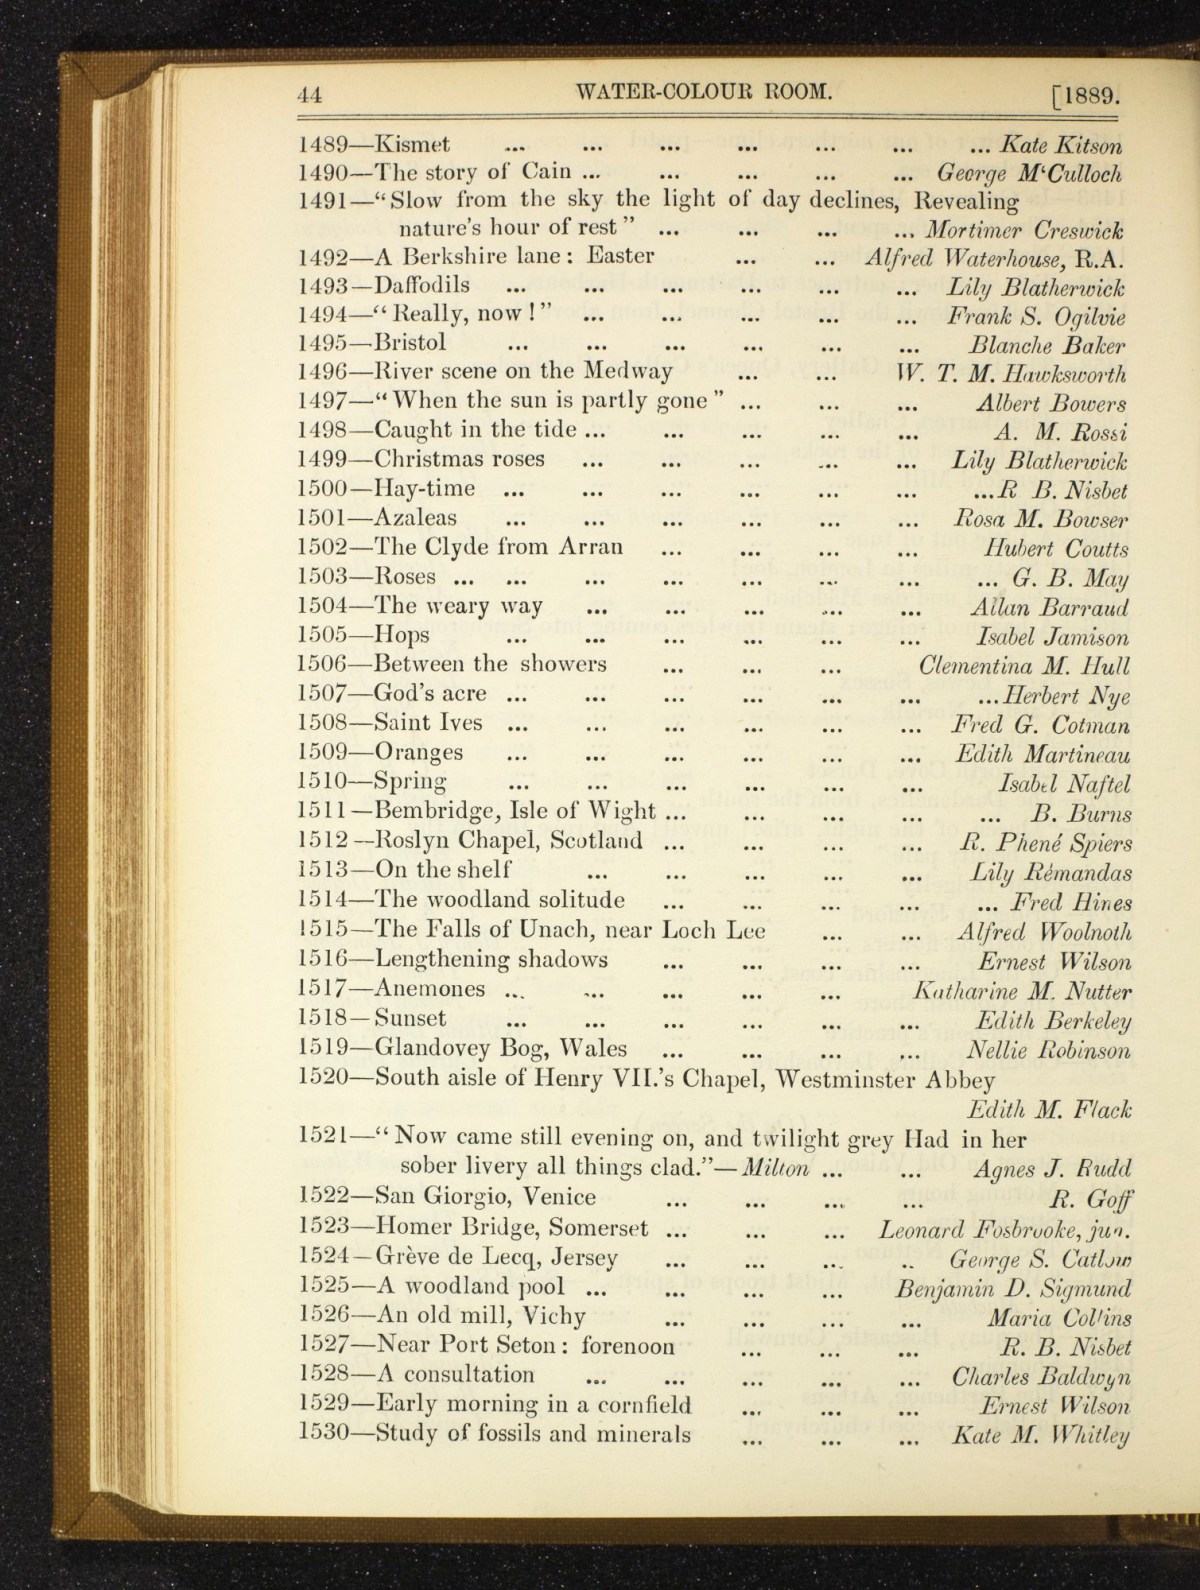 44 WATER-COLOUR ROOM. [1889.
1489—Kismet ... ... ... ... ... ... ... Kate Kitson
1490—The story of Cain ... ... ... ... ... George M‘Culloch
1491—“Slow from the sky the light of day declines, Revealing
nature's hour of rest” ... ... ... ... Mortimer Creswick
1492—A Berkshire lane: Easter ... ... Alfred Waterhouse, R.A.
1493—Daffodils ... ... ... ... ... ... Lily Blatherwick
1494—“Really, now!” ... ... ... ... ... Frank S. Ogilvie
1495—Bristol ... ... ... ... ... ... Blanche Baker
1496—River scene on the Medway ... ... W. T. M. Hawksworth
1497—“When the sun is partly gone” ... ... ... Albert Bowers
1498—Caught in the tide ... ... ... ... ... A. M. Rossi
1499—Christmas roses ... ... ... ... ... Lily Blatherwick
1500—Hay-time ... ... ... ... ... ... ...R B. Nisbet
1501—Azaleas ... ... ... ... ... ... Rosa M. Bowser
1502—The Clyde from Arran ... ... ... ... Hubert Coutts
1503—Roses ... ... ... ... ... ... ... ... G. B. May
1504—The weary way ... ... ... ... ... Allan Barraud
1505—Hops ... ... ... ... ... ... Isabel Jamison
1506—Between the showers ... ... ... Clementina M. Hull
1507—God's acre ... ... ... ... ... ... ...Herbert Nye
1508—Saint Ives ... ... ... ... ... ... Fred G. Cotman
1509—Oranges ... ... ... ... ... ... Edith Martineau
1510—Spring ... ... ... ... ... ... Isabel Naftel
1511—Bembridge, Isle of Wight ... ... ... ... ... B. Burns
1512—Roslyn Chapel, Scotland ... ... ... ... R. Phené Spiers
1513—On the shelf ... ... ... ... ... Lily Rémandas
1514—The woodland solitude ... ... ... ... ... Fred Hines
1515—The Falls of Unach, near Loch Lee ... ... Alfred Woolnoth
1516—Lengthening shadows ... ... ... ... Ernest Wilson
1517—Anemones ... ... ... ... ... Katharine M. Nutter
1518—Sunset ... ... ... ... ... ... Edith Berkeley
1519—Glandovey Bog, Wales ... ... ... ... Nellie Robinson
1520—South aisle of Henry VII.'s Chapel, Westminster Abbey
Edith M. Flack
1521—“Now came still evening on, and twilight grey Had in her
sober livery all things clad.”—Milton ... ... Agnes J. Rudd
1522—San Giorgio, Venice ... ... ... ... R. Goff
1523—Homer Bridge, Somerset ... ... ... Leonard Fosbrooke, jun.
1524—Grève de Lecq, Jersey ... ... ... .. George S. Catlow
1525—A woodland pool ... ... ... ... Benjamin D. Sigmund
1526—An old mill, Vichy ... ... ... ... Maria Collins
1527—Near Port Seton: forenoon ... ... ... R. B. Nisbet
1528—A consultation ... ... ... ... ... Charles Baldwyn
1529—Early morning in a cornfield ... ... ... Ernest Wilson
1530—Study of fossils and minerals ... ... ... Kate M. Whitley